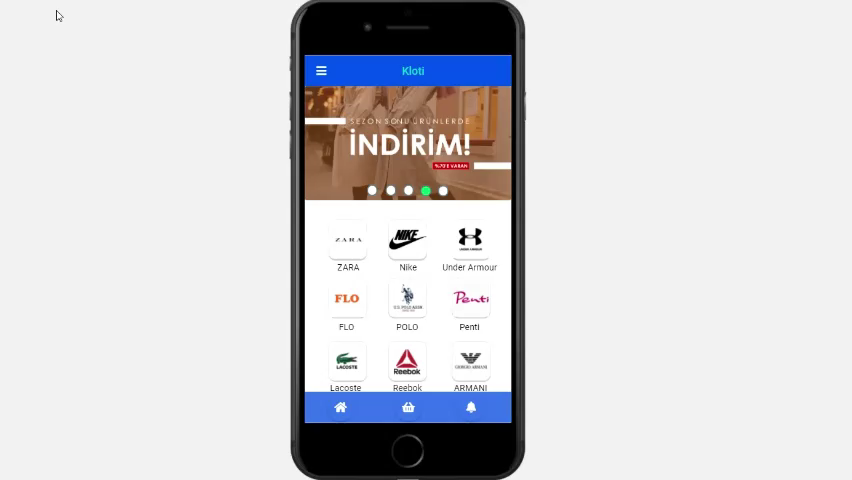 Kloti
SEZON SONU ÜRÜNLERDE
İNDİRİM!
%70'E VARAN
ZARA
NIKE
UNDER ARMOUR
ZARA
Nike
Under Armour
FLO
U.S. POLO ASSN.
Penti
FLO
POLO
Penti
LACOSTE
Reebok
GIORGIO ARMANI
Lacoste
Reebok
ARMANI